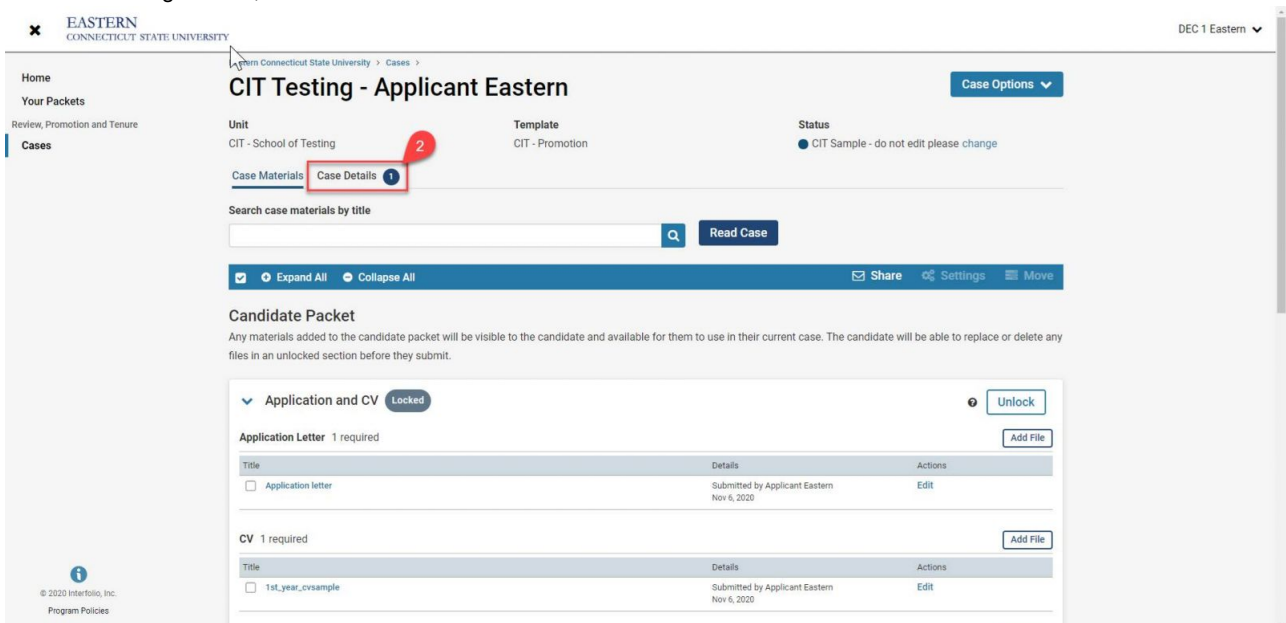 EASTERN
CONNECTICUT STATE UNIVERSITY
DEC 1 Eastern
Home
Your Packets
Review, Promotion and Tenure
Cases
Connecticut State University > Cases >
CIT Testing - Applicant Eastern
Case Options
Unit
Template
Status
CIT - School of Testing
CIT - Promotion
CIT Sample - do not edit please change
2
Case Materials Case Details 1
Search case materials by title
Read Case
Expand All Collapse All Share Settings Move
Candidate Packet
Any materials added to the candidate packet will be visible to the candidate and available for them to use in their current case. The candidate will be able to replace or delete any
files in an unlocked section before they submit.
Application and CV Locked Unlock
Application Letter 1 required Add File
Title Details Actions
Application letter Submitted by Applicant Eastern Edit
Nov 6, 2020
CV 1 required Add File
Title Details Actions
1st_year_cvsample Submitted by Applicant Eastern Edit
Nov 6, 2020
© 2020 Interfolio, Inc.
Program Policies